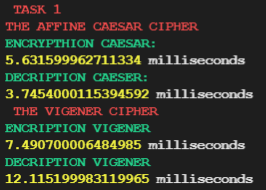 TASK 1
THE AFFINE CAESAR CIPHER
ENCRYPTHION CAESAR:
5.631599962711334 milliseconds
DECRIPTION CAESER:
3.7454000115394592 milliseconds
THE VIGENER CIPHER
ENCRIPTION VIGENER
7.490700006484985 milliseconds
DECRIPTION VIGENER
12.115199983119965 milliseconds